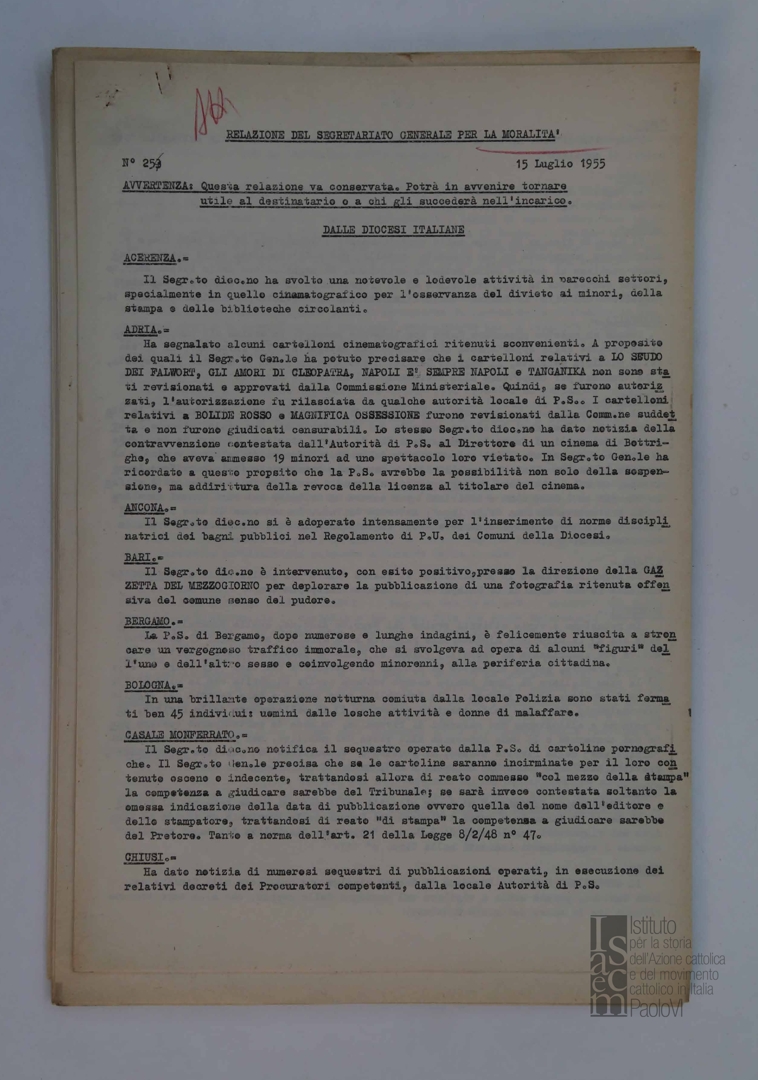 RELAZIONE DEL SEGRETARIATO GENERALE PER LA MORALITA'
N° 253
15 Luglio 1955
AVVERTENZA: Questa relazione va conservata. Potrà in avvenire tornare
utile al destinatario o a chi gli succederà nell'incarico.
DALLE DIOCESI ITALIANE
ACERENZA.=
Il Segr.to dioc.no ha svolto una notevole e lodevole attività in parecchi settori,
specialmente in quello cinematografico per l'osservanza del divieto ai minori, della
stampa e delle biblioteche circolanti.
ADRIA.=
Ha segnalato alcuni cartelloni cinematografici ritenuti sconvenienti. A proposito
dei quali il Segr.to Gen.le ha potuto precisare che i cartelloni relativi a LO SEUDO
DEI FALWORT, GLI AMORI DI CLEOPATRA, NAPOLI E' SEMPRE NAPOLI e TANGANIKA non sono sta
ti revisionati e approvati dalla Commissione Ministeriale. Quindi, se furono autoriz
zati, l'autorizzazione fu rilasciata da qualche autorità locale di P.S.. I cartelloni
relativi a BOLIDE ROSSO e MAGNIFICA OSSESSIONE furono revisionati dalla Comm.ne suddet
ta e non furono giudicati censurabili. Lo stesso Segr.to dioc.no ha dato notizia della
contravvenzione contestata dall'Autorità di P.S. al Direttore di un cinema di Bottri-
ghe, che aveva ammesso 19 minori ad uno spettacolo loro vietato. In Segr.to Gen.le ha
ricordato a questo propsito che la P.S. avrebbe la possibilità non solo della sospen-
sione, ma addirittura della revoca della licenza al titolare del cinema.
ANCONA.=
Il Segr.to dioc.no si è adoperato intensamente per l'inserimento di norme discipli
natrici dei bagni pubblici nel Regolamento di P.U. dei Comuni della Diocesi.
BARI.=
Il Segr.to dic.no è intervenuto, con esito positivo,presso la direzione della GAZ
ZETTA DEL MEZZOGIORNO per deplorare la pubblicazione di una fotografia ritenuta offen
siva del comune senso del pudore.
BERGAMO.=
La P.S. di Bergamo, dopo numerose e lunghe indagini, è felicemente riuscita a stron
care un vergognoso traffico immorale, che si svolgeva ad opera di alcuni "figuri" del
l'uno e dell'altro sesso e coinvolgendo minorenni, alla periferia cittadina.
BOLOGNA.=
In una brillante operazione notturna comiuta dalla locale Polizia sono stati ferma
ti ben 45 individui: uomini dalle losche attività e donne di malaffare.
CASALE MONFERRATO.=
Il Segr.to dioc.no notifica il sequestro operato dalla P.S. di cartoline pornografi
che. Il Segr.to Gen.le precisa che se le cartoline saranno incirminate per il loro con
tenuto osceno e indecente, trattandosi allora di reato commesso "col mezzo della stampa"
la competenza a giudicare sarebbe del Tribunale; se sarà invece contestata soltanto la
omessa indicazione della data di pubblicazione ovvero quella del nome dell'editore e
dello stampatore, trattandosi di reato "di stampa" la competenza a giudicare sarebbe
del Pretore. Tanto a norma dell'art. 21 della Legge 8/2/48 n° 47.
CHIUSI.=
Ha dato notizia di numerosi sequestri di pubblicazioni operati, in esecuzione dei
relativi decreti dei Procuratori competenti, dalla locale Autorità di P.S.
Isacem
Istituto
per la storia
dell'Azione cattolica
e del movimento
cattolico in Italia
PaoloVI